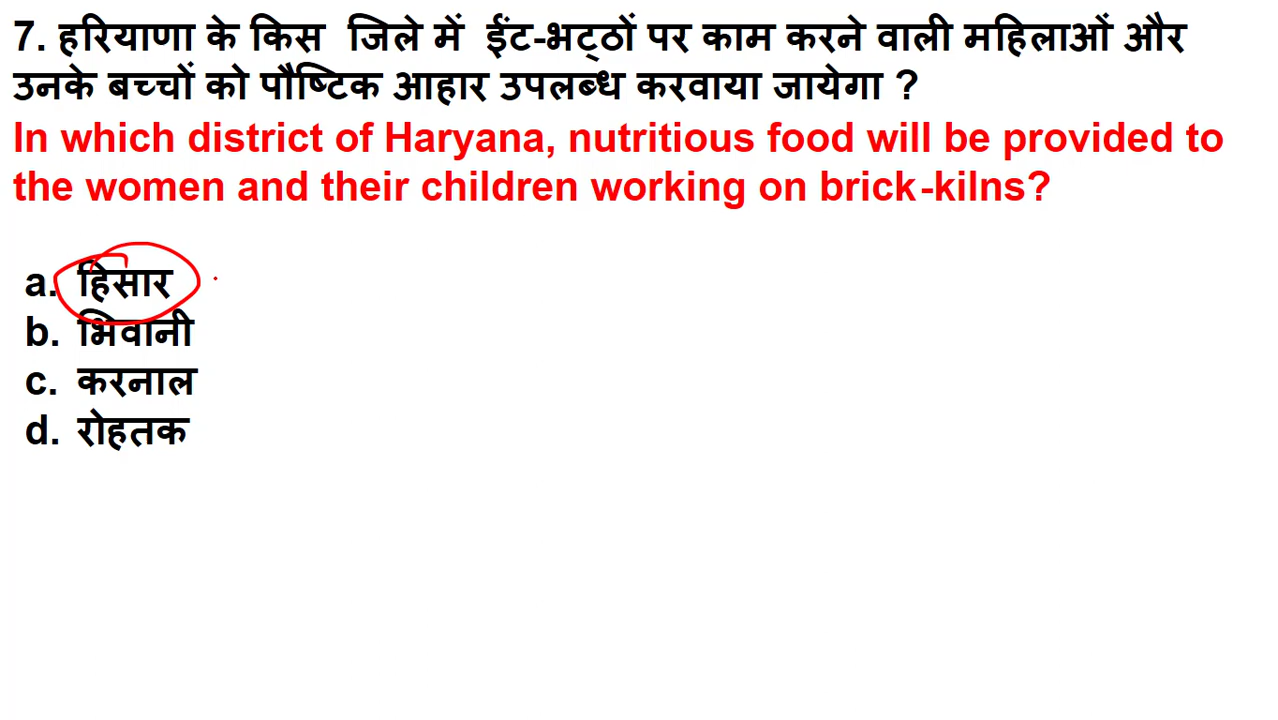 7. हरियाणा के किस जिले में ईंट-भट्ठों पर काम करने वाली महिलाओं और
उनके बच्चों को पौष्टिक आहार उपलब्ध करवाया जायेगा ?
In which district of Haryana, nutritious food will be provided to
the women and their children working on brick-kilns?
a. हिसार
b. भिवानी
c. करनाल
d. रोहतक